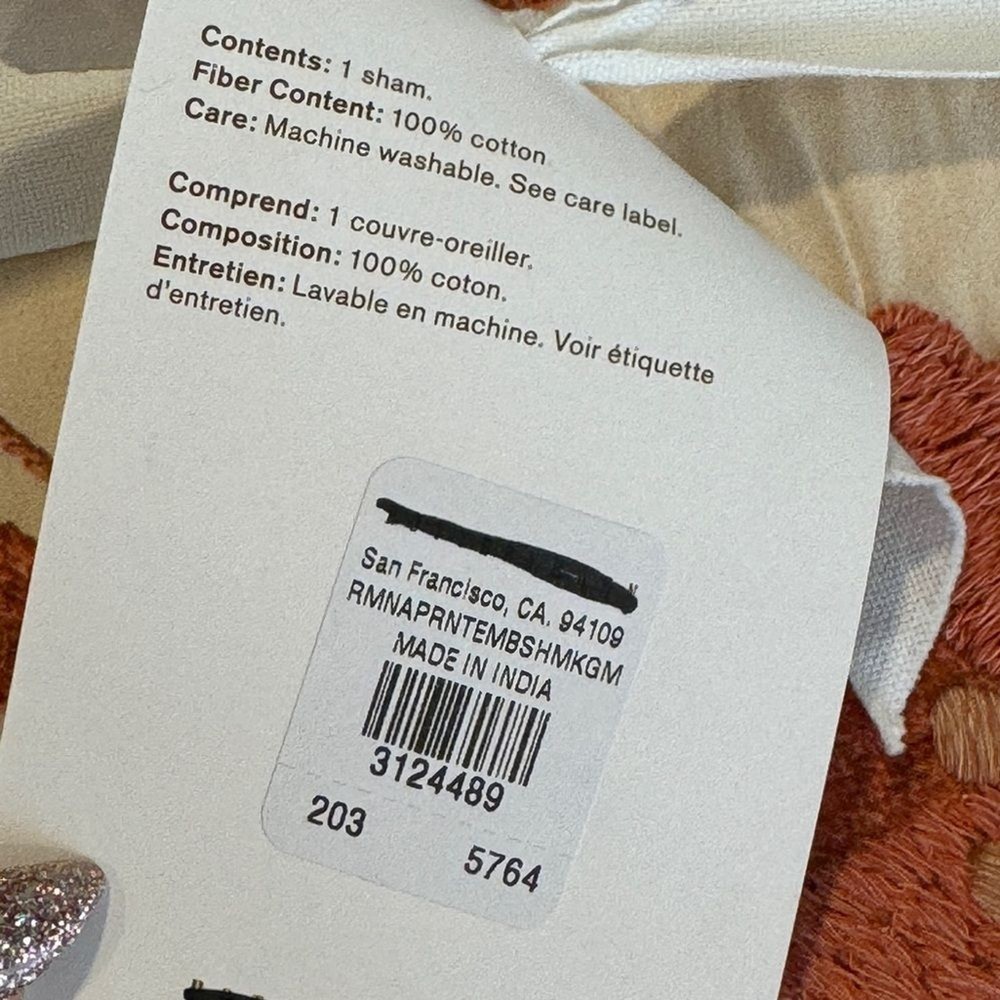 Contents: 1 sham.
Fiber Content: 100% cotton
Care: Machine washable. See care label.
Comprend: 1 couvre-oreiller.
Composition: 100% coton.
Entretien: Lavable en machine. Voir étiquette
d'entretien.
San Francisco, CA. 94109
RMNAPRNTEMBSHMKGM
MADE IN INDIA
3124489
203
5764